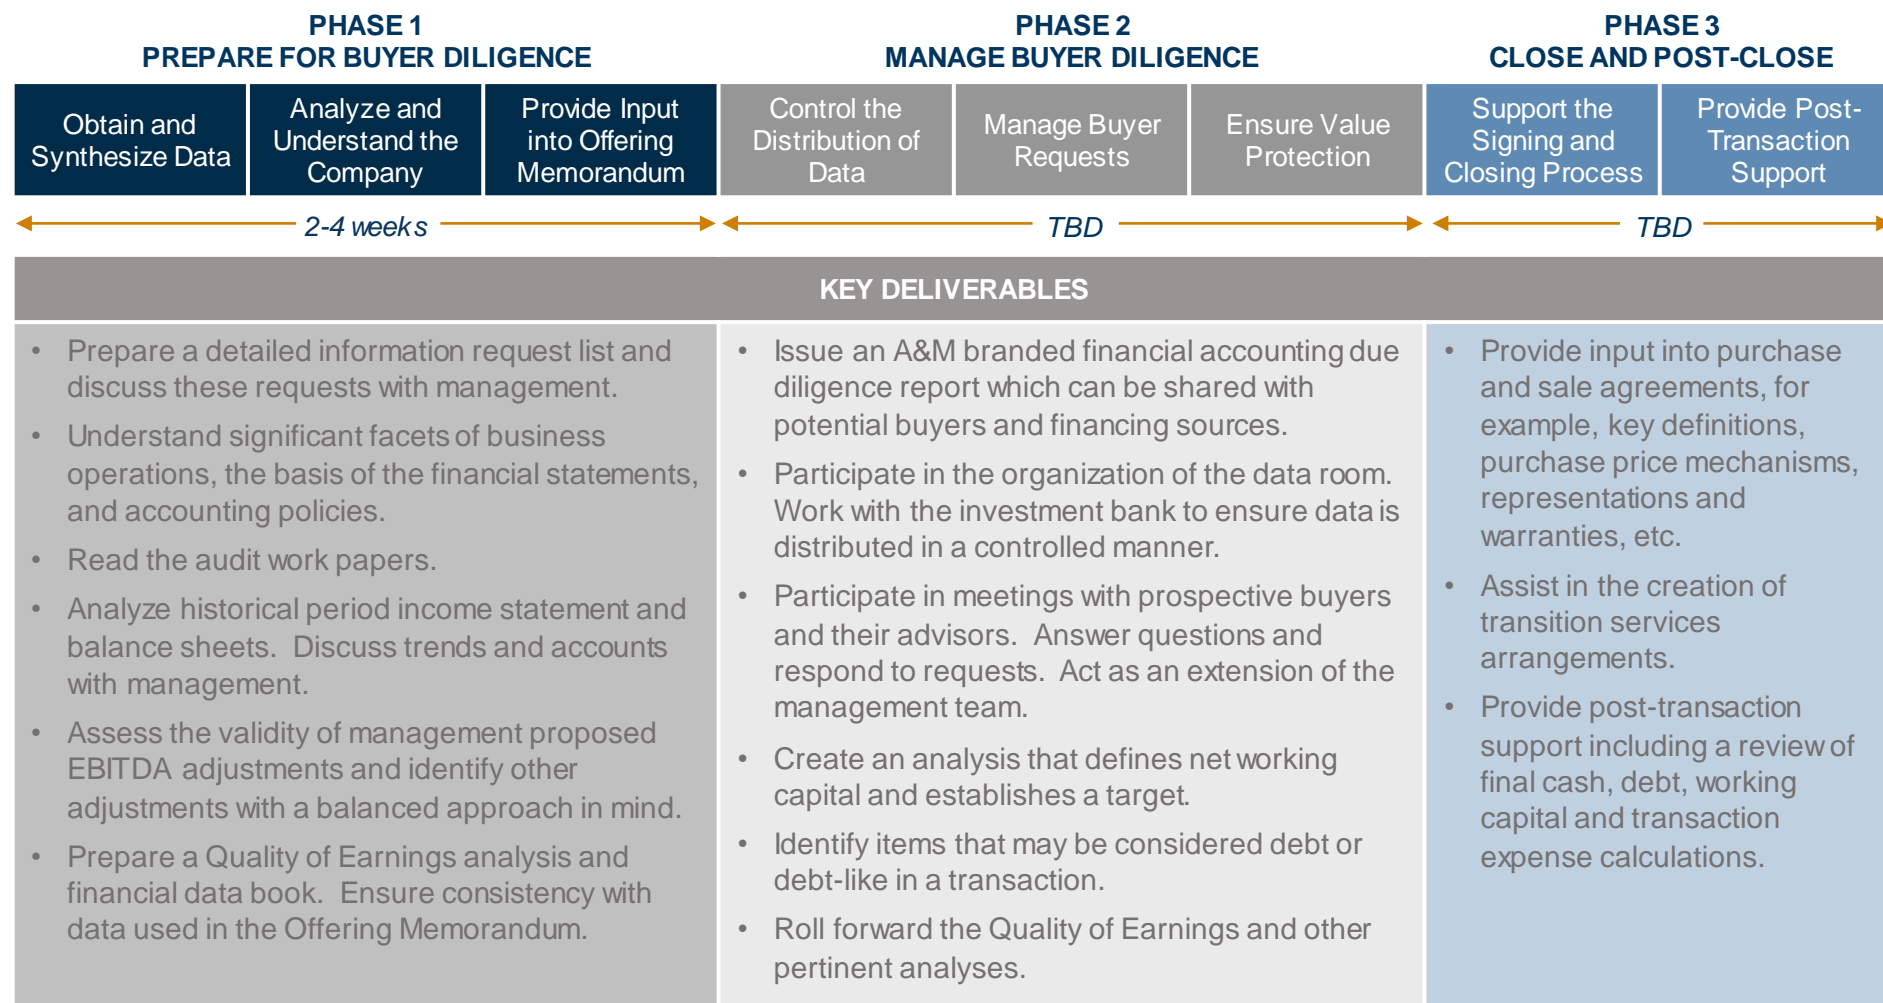 PHASE 1
PREPARE FOR BUYER DILIGENCE
PHASE 2
MANAGE BUYER DILIGENCE
PHASE 3
CLOSE AND POST-CLOSE
Obtain and
Synthesize Data
Analyze and
Understand the
Company
Provide Input
into Offering
Memorandum
Control the
Distribution of
Data
Manage Buyer
Requests
Ensure Value
Protection
Support the
Signing and
Closing Process
Provide Post-
Transaction
Support
2-4 weeks
TBD
TBD
KEY DELIVERABLES
• Prepare a detailed information request list and
discuss these requests with management.
• Understand significant facets of business
operations, the basis of the financial statements,
and accounting policies.
• Read the audit work papers.
• Analyze historical period income statement and
balance sheets. Discuss trends and accounts
with management.
• Assess the validity of management proposed
EBITDA adjustments and identify other
adjustments with a balanced approach in mind.
• Prepare a Quality of Earnings analysis and
financial data book. Ensure consistency with
data used in the Offering Memorandum.
• Issue an A&M branded financial accounting due
diligence report which can be shared with
potential buyers and financing sources.
• Participate in the organization of the data room.
Work with the investment bank to ensure data is
distributed in a controlled manner.
• Participate in meetings with prospective buyers
and their advisors. Answer questions and
respond to requests. Act as an extension of the
management team.
• Create an analysis that defines net working
capital and establishes a target.
• Identify items that may be considered debt or
debt-like in a transaction.
• Roll forward the Quality of Earnings and other
pertinent analyses.
• Provide input into purchase
and sale agreements, for
example, key definitions,
purchase price mechanisms,
representations and
warranties, etc.
• Assist in the creation of
transition services
arrangements.
• Provide post-transaction
support including a review of
final cash, debt, working
capital and transaction
expense calculations.